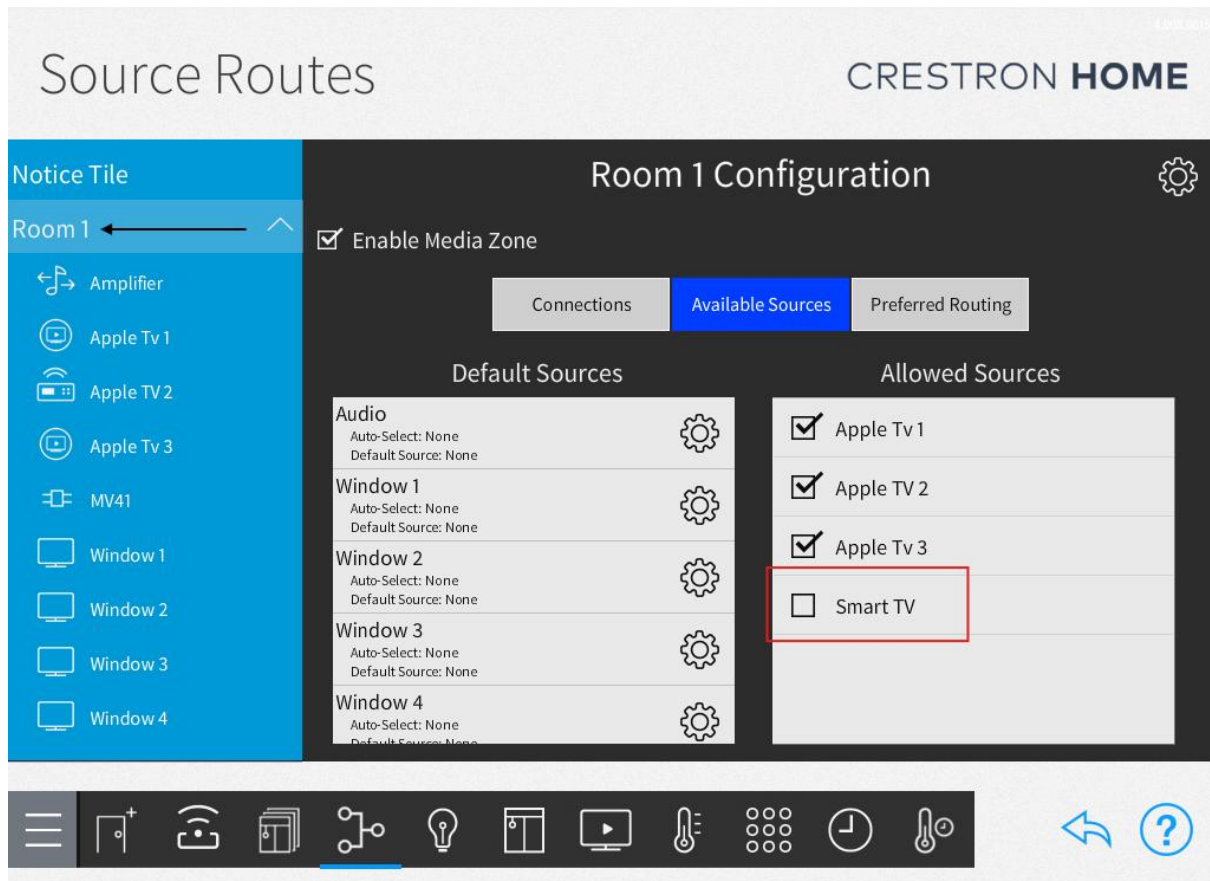 Source Routes
CRESTRON HOME
Notice Tile
Room 1
Amplifier
Apple Tv 1
Apple TV 2
Apple Tv 3
MV41
Window 1
Window 2
Window 3
Window 4
Room 1 Configuration
Enable Media Zone
Connections
Available Sources
Preferred Routing
Default Sources
Audio
Auto-Select: None
Default Source: None
Window 1
Auto-Select: None
Default Source: None
Window 2
Auto-Select: None
Default Source: None
Window 3
Auto-Select: None
Default Source: None
Window 4
Auto-Select: None
Default Source: None
Allowed Sources
Apple Tv 1
Apple TV 2
Apple Tv 3
Smart TV
?